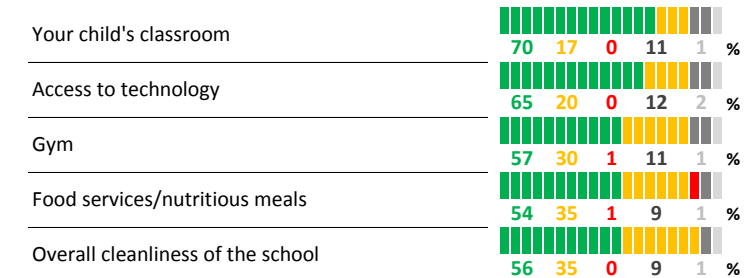 Your child's classroom
70 17 0 11 1 %
Access to technology
65 20 0 12 2 %
Gym
57 30 1 11 1 %
Food services/nutritious meals
54 35 1 9 1 %
Overall cleanliness of the school
56 35 0 9 1 %